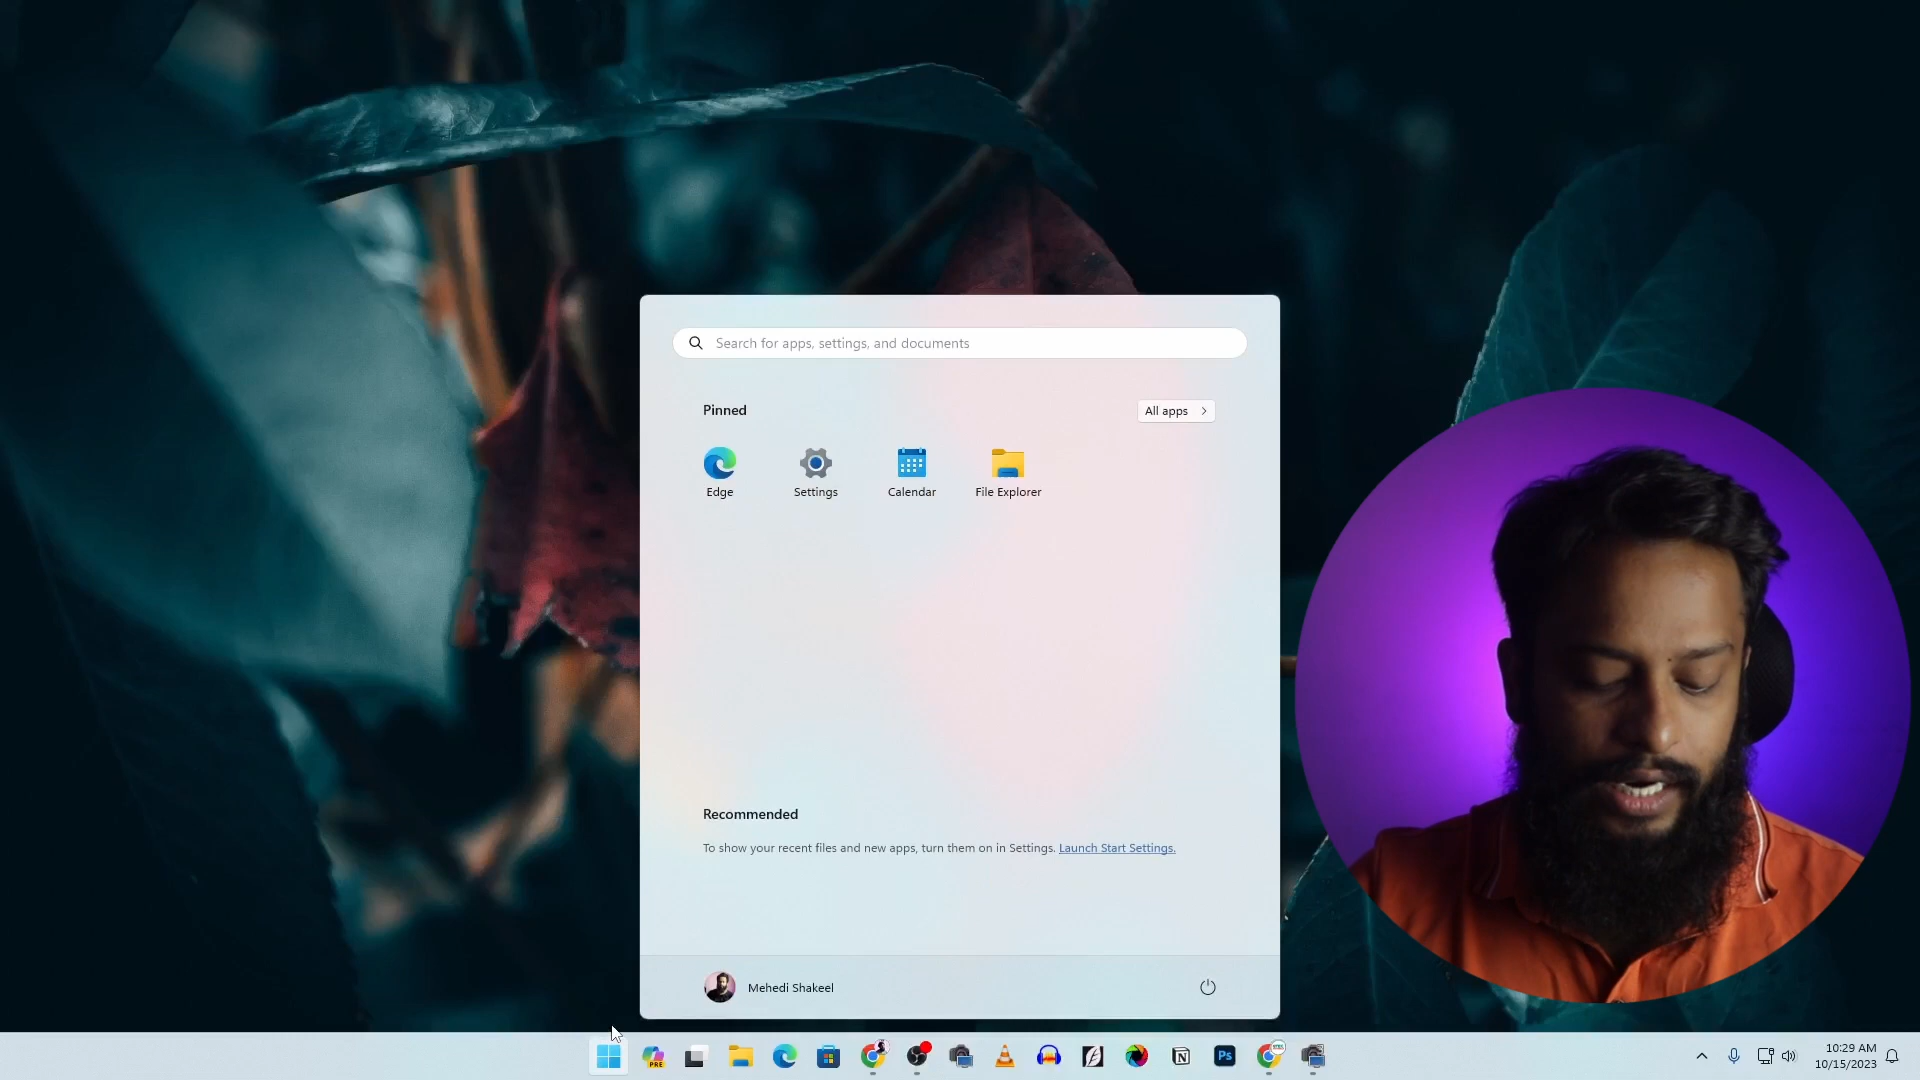 Search for apps, settings, and documents
Pinned
All apps
Edge
Settings
Calendar
File Explorer
Recommended
To show your recent files and new apps, turn them on in Settings. Launch Start Settings.
Mehedi Shakeel
PRE
Ps
10:29 AM
10/15/2023